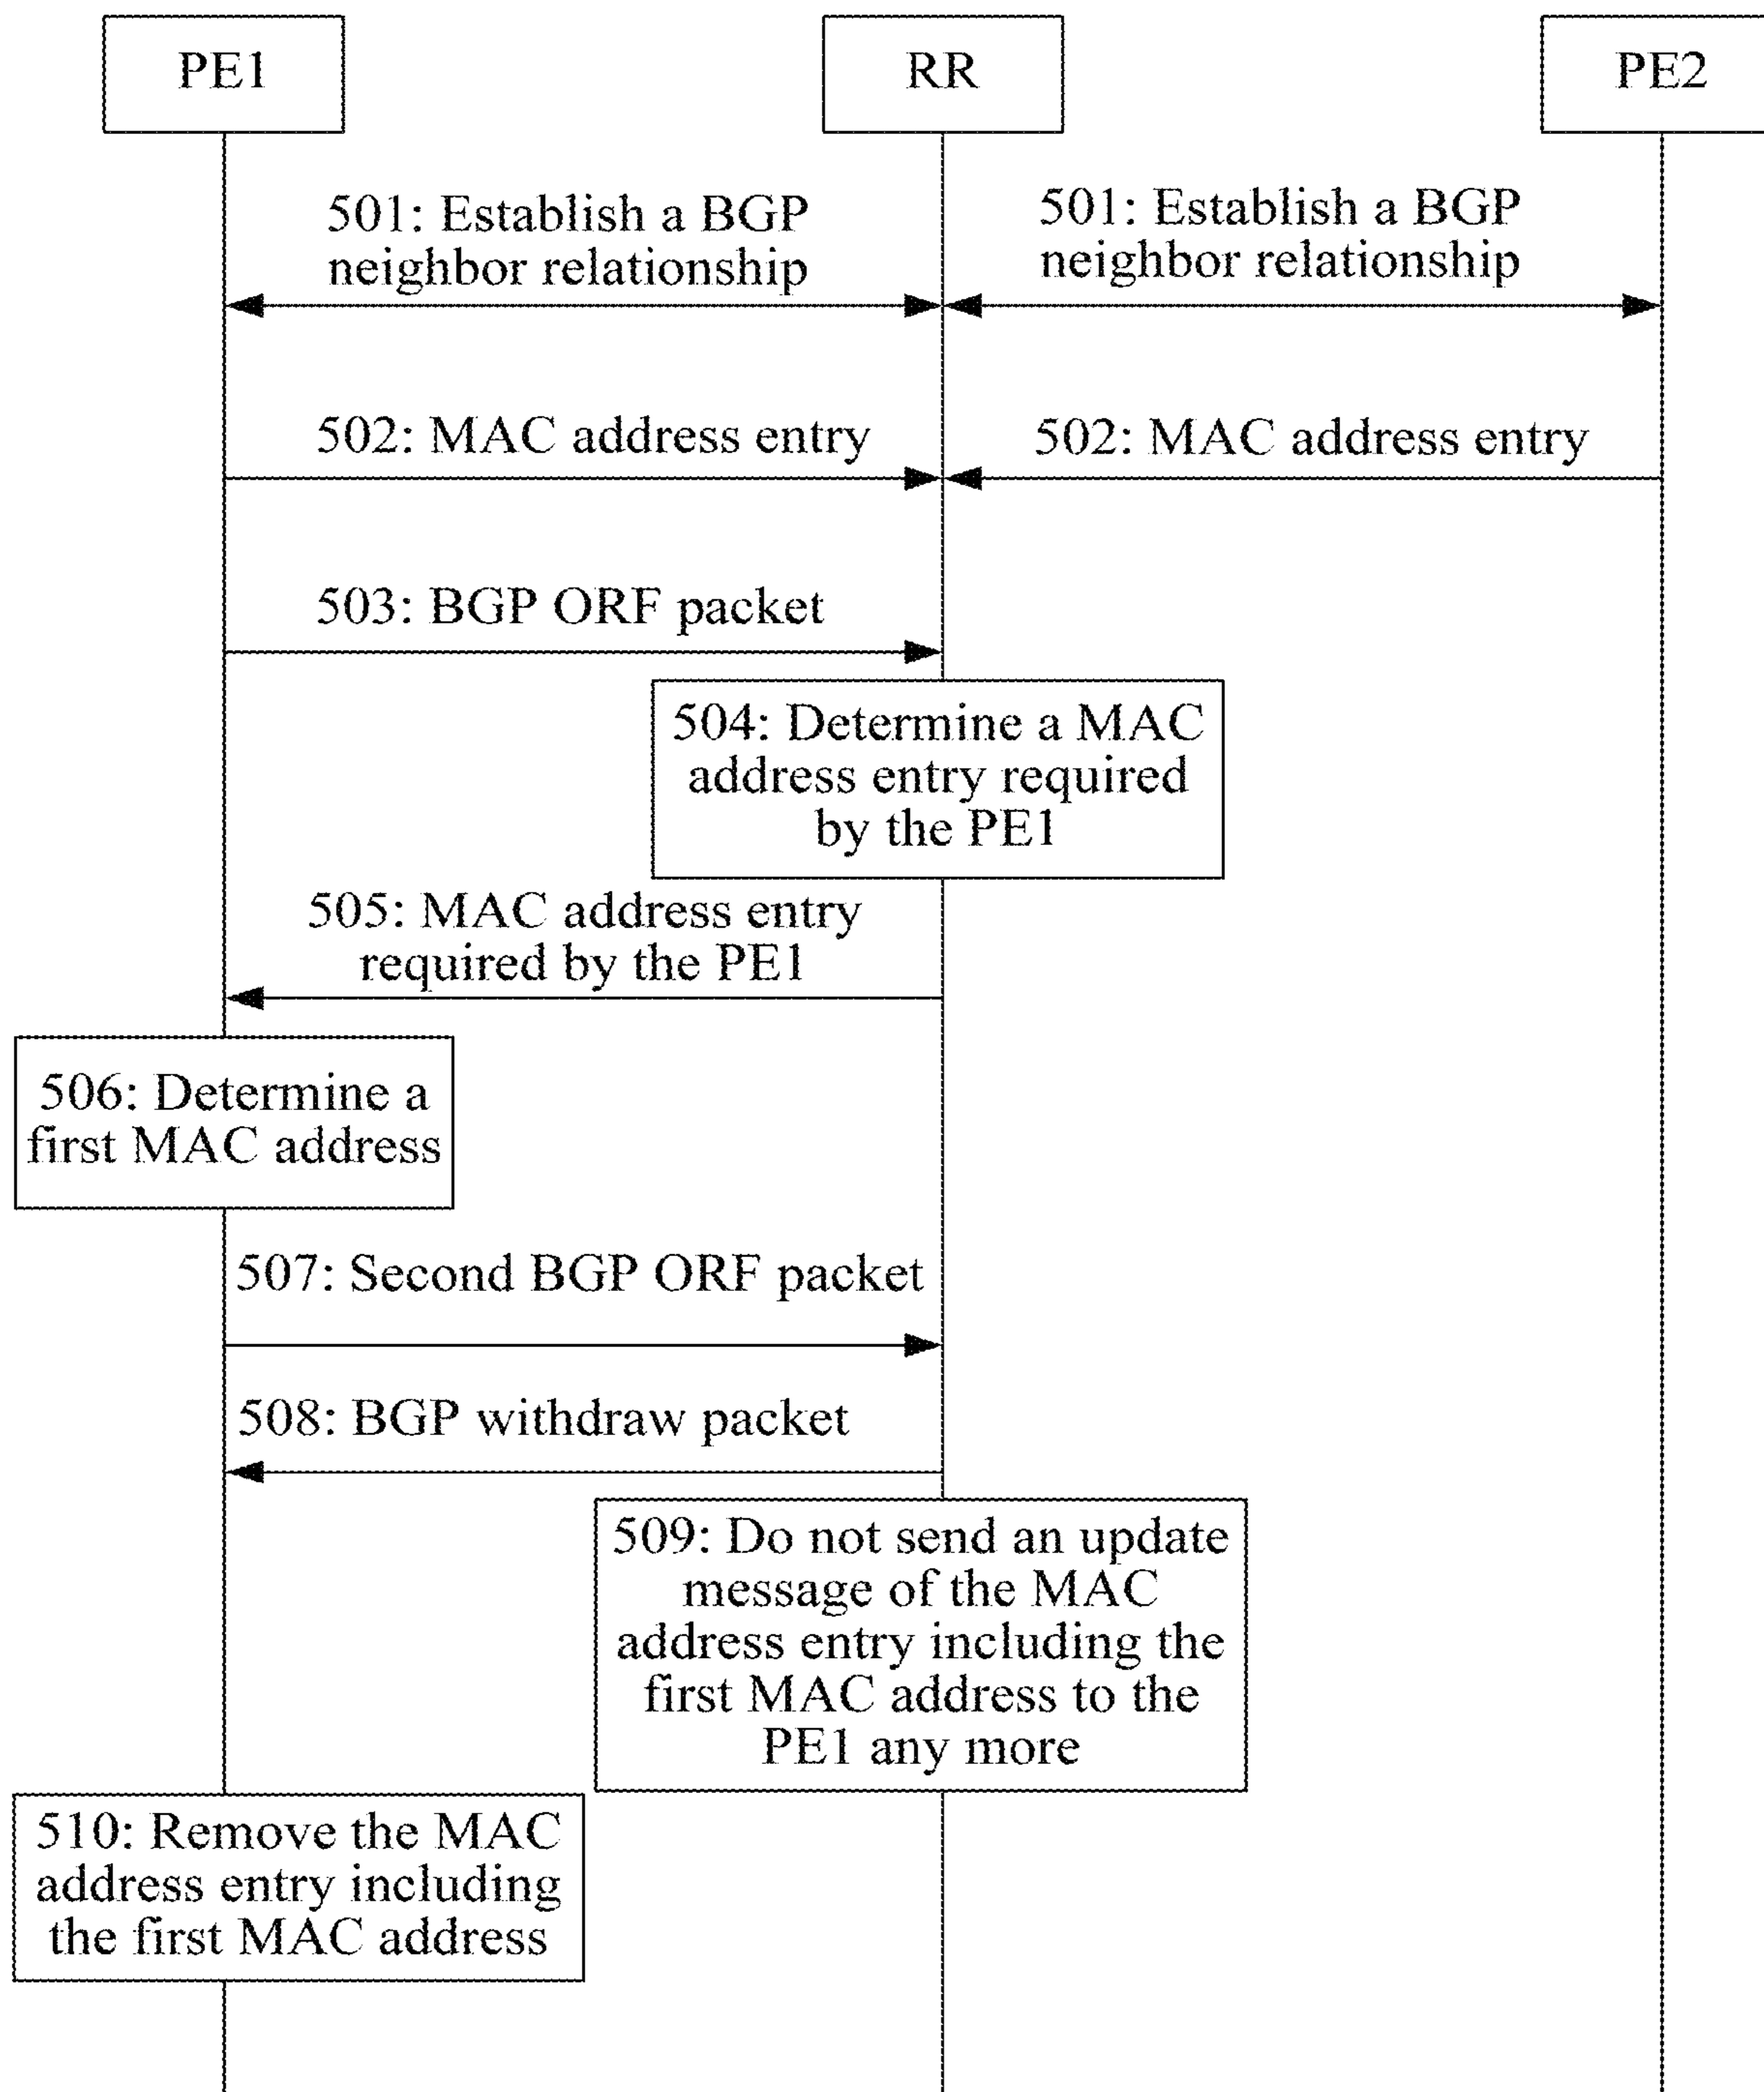 PE1
RR
PE2
501: Establish a BGP
neighbor relationship
501: Establish a BGP
neighbor relationship
502: MAC address entry
502: MAC address entry
503: BGP ORF packet
504: Determine a MAC
address entry required
by the PE1
505: MAC address entry
required by the PE1
506: Determine a
first MAC address
507: Second BGP ORF packet
508: BGP withdraw packet
509: Do not send an update
message of the MAC
address entry including the
first MAC address to the
PE1 any more
510: Remove the MAC
address entry including
the first MAC address